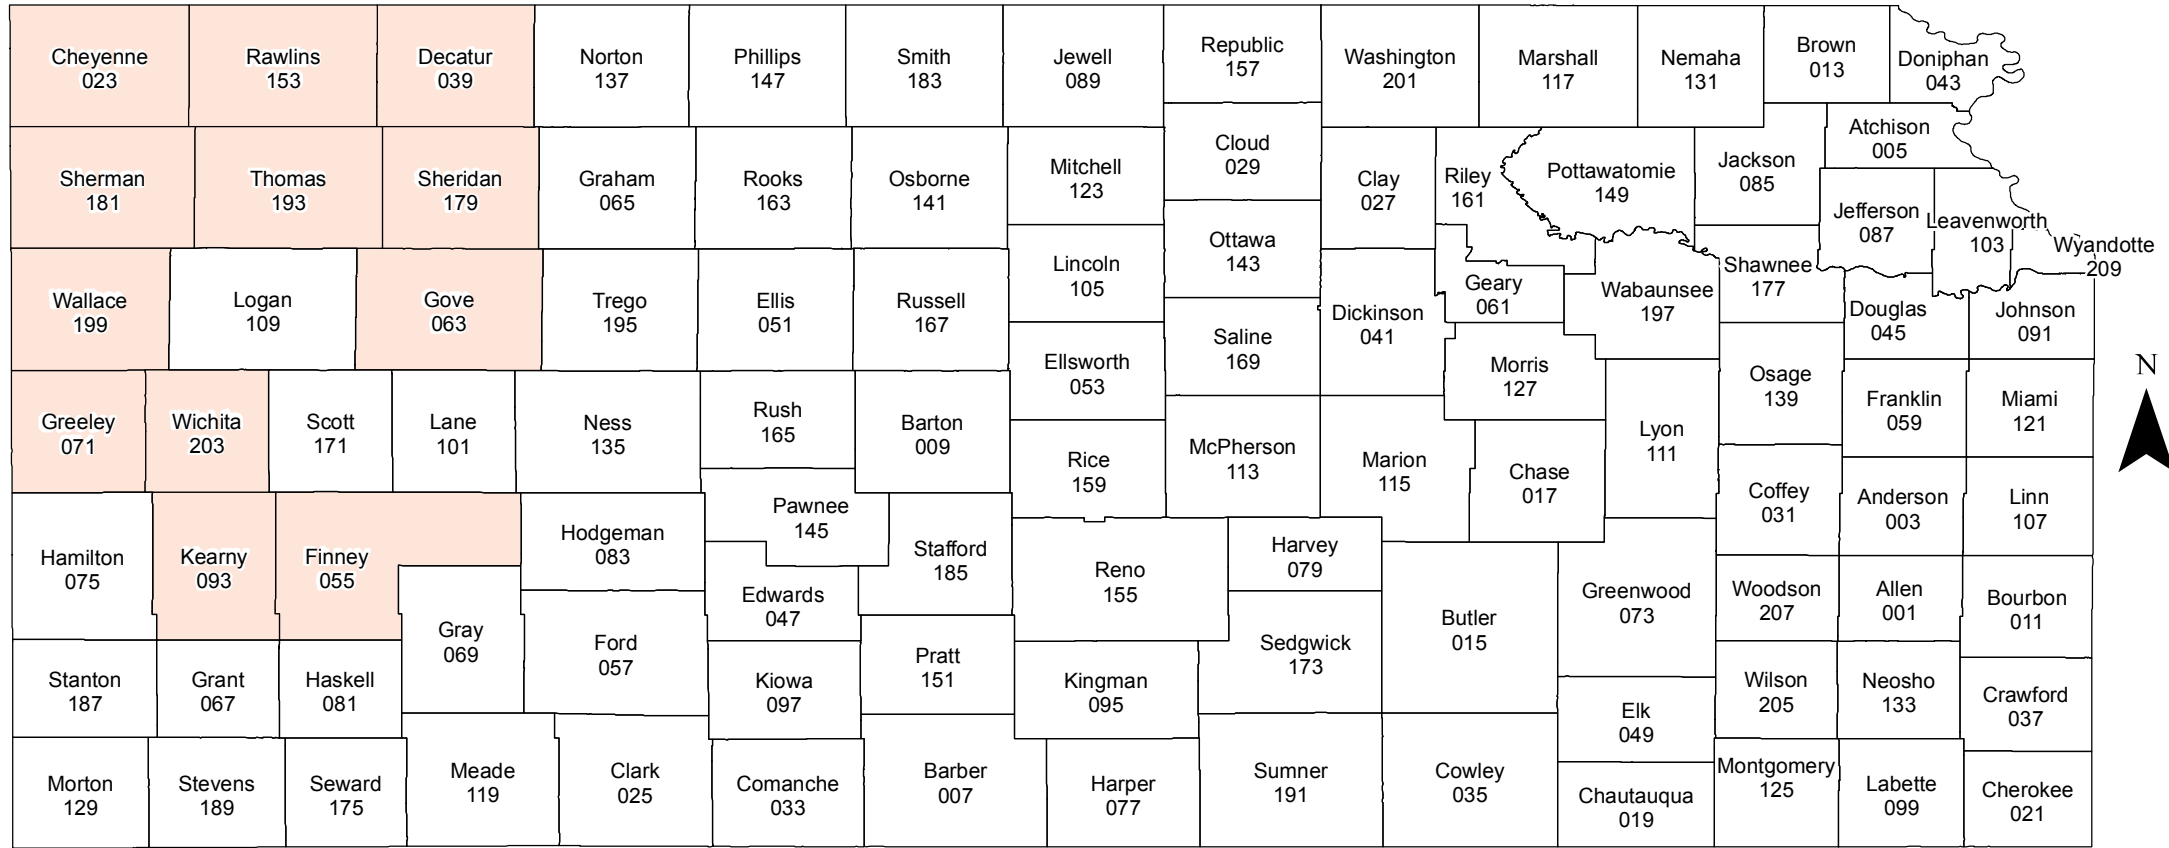 Cheyenne
023
Rawlins
153
Decatur
039
Norton
137
Phillips
147
Smith
183
Jewell
089
Republic
157
Washington
201
Marshall
117
Nemaha
131
Brown
013
Doniphan
043
Sherman
181
Thomas
193
Sheridan
179
Graham
065
Rooks
163
Osborne
141
Mitchell
123
Cloud
029
Clay
027
Riley
161
Pottawatomie
149
Jackson
085
Atchison
005
Jefferson
087
Leavenworth
103
Wyandotte
209
Wallace
199
Logan
109
Gove
063
Trego
195
Ellis
051
Russell
167
Lincoln
105
Ottawa
143
Dickinson
041
Geary
061
Wabaunsee
197
Shawnee
177
Douglas
045
Johnson
091
Ellsworth
053
Saline
169
Morris
127
Osage
139
Franklin
059
Miami
121
N
Greeley
071
Wichita
203
Scott
171
Lane
101
Ness
135
Rush
165
Barton
009
Rice
159
McPherson
113
Marion
115
Chase
017
Lyon
111
Coffey
031
Anderson
003
Linn
107
Hamilton
075
Kearny
093
Finney
055
Hodgeman
083
Pawnee
145
Stafford
185
Edwards
047
Reno
155
Harvey
079
Butler
015
Greenwood
073
Woodson
207
Allen
001
Bourbon
011
Gray
069
Ford
057
Sedgwick
173
Stanton
187
Grant
067
Haskell
081
Kiowa
097
Pratt
151
Kingman
095
Elk
049
Wilson
205
Neosho
133
Crawford
037
Morton
129
Stevens
189
Seward
175
Meade
119
Clark
025
Comanche
033
Barber
007
Harper
077
Sumner
191
Cowley
035
Chautauqua
019
Montgomery
125
Labette
099
Cherokee
021